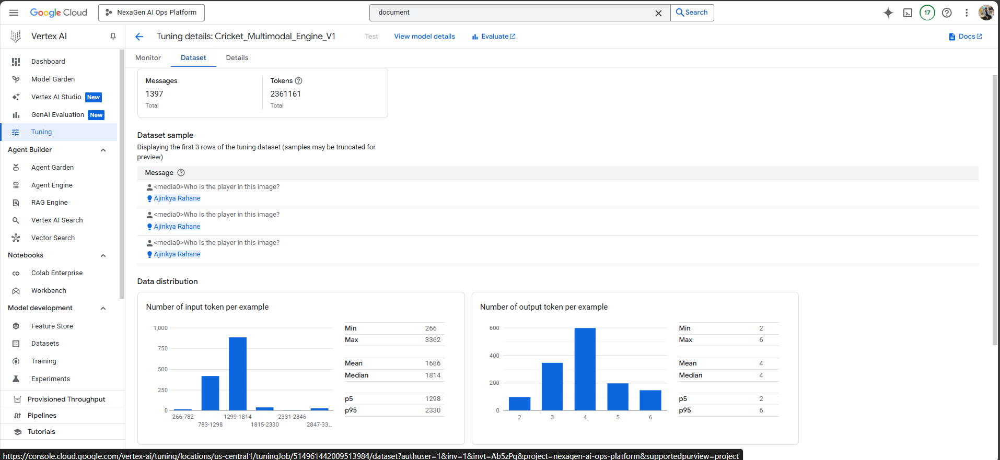 Google Cloud
NexaGen AI Ops Platform
document
Search
17
Vertex AI
Tuning details: Cricket_Multimodal_Engine_V1
Test
View model details
Evaluate
Docs
Dashboard
Model Garden
Vertex AI Studio New
GenAI Evaluation New
Tuning
Agent Builder
Agent Garden
Agent Engine
RAG Engine
Vertex AI Search
Vector Search
Notebooks
Colab Enterprise
Workbench
Model development
Feature Store
Datasets
Training
Experiments
Provisioned Throughput
Pipelines
Tutorials
Monitor
Dataset
Details
Messages
1397
Total
Tokens
2361161
Total
Dataset sample
Displaying the first 3 rows of the tuning dataset (samples may be truncated for
preview)
Message
<media0>Who is the player in this image?
Ajinkya Rahane
<media0>Who is the player in this image?
Ajinkya Rahane
<media0>Who is the player in this image?
Ajinkya Rahane
Data distribution
Number of input token per example
1,000
750
500
250
0
266-782
783-1298
1299-1814
1815-2330
2331-2846
2847-33...
Min 266
Max 3362
Mean 1686
Median 1814
p5 1298
p95 2330
Number of output token per example
600
400
200
0
2 3 4 5 6
Min 2
Max 6
Mean 4
Median 4
p5 2
p95 6
https://console.cloud.google.com/vertex-ai/tuning/locations/us-central1/tuningJob/514961442009513984/dataset?authuser=1&inv=1&invt=Ab5zPq&project=nexagen-ai-ops-platform&supportedpurview=project